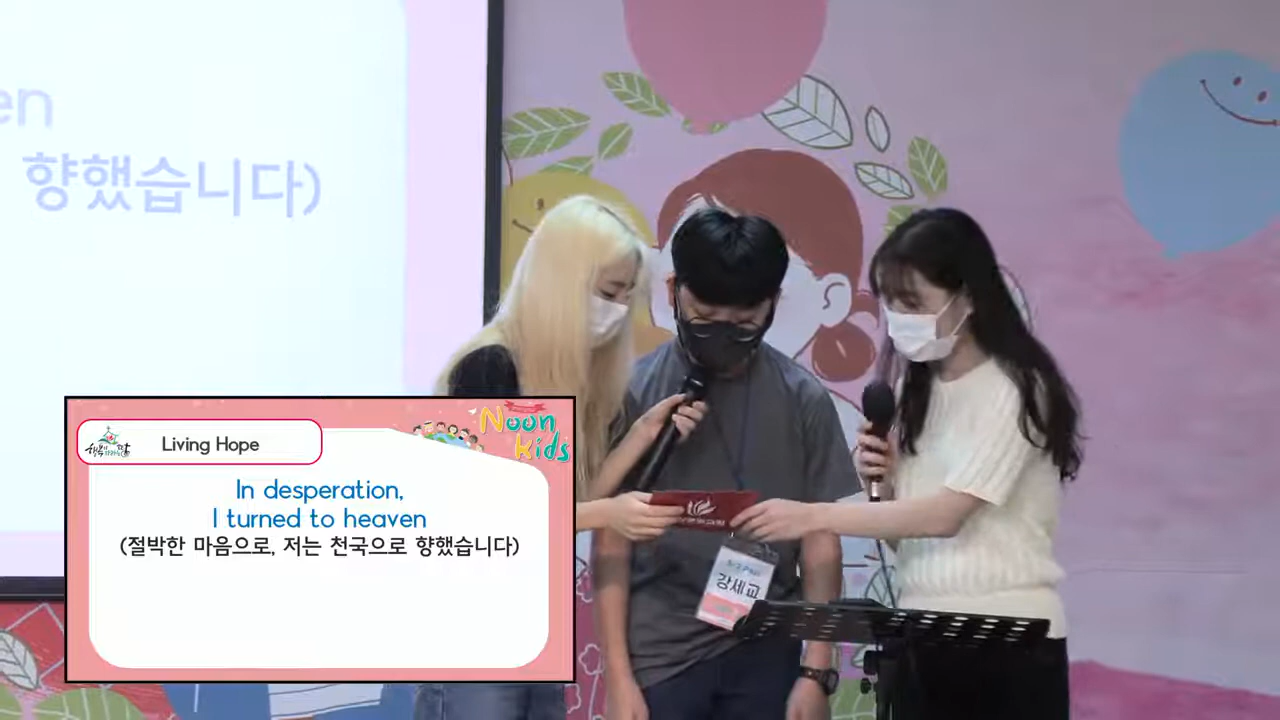 en
향했습니다)
Noon
Kids
Living Hope
In desperation,
I turned to heaven
(절박한 마음으로, 저는 천국으로 향했습니다)
강세교